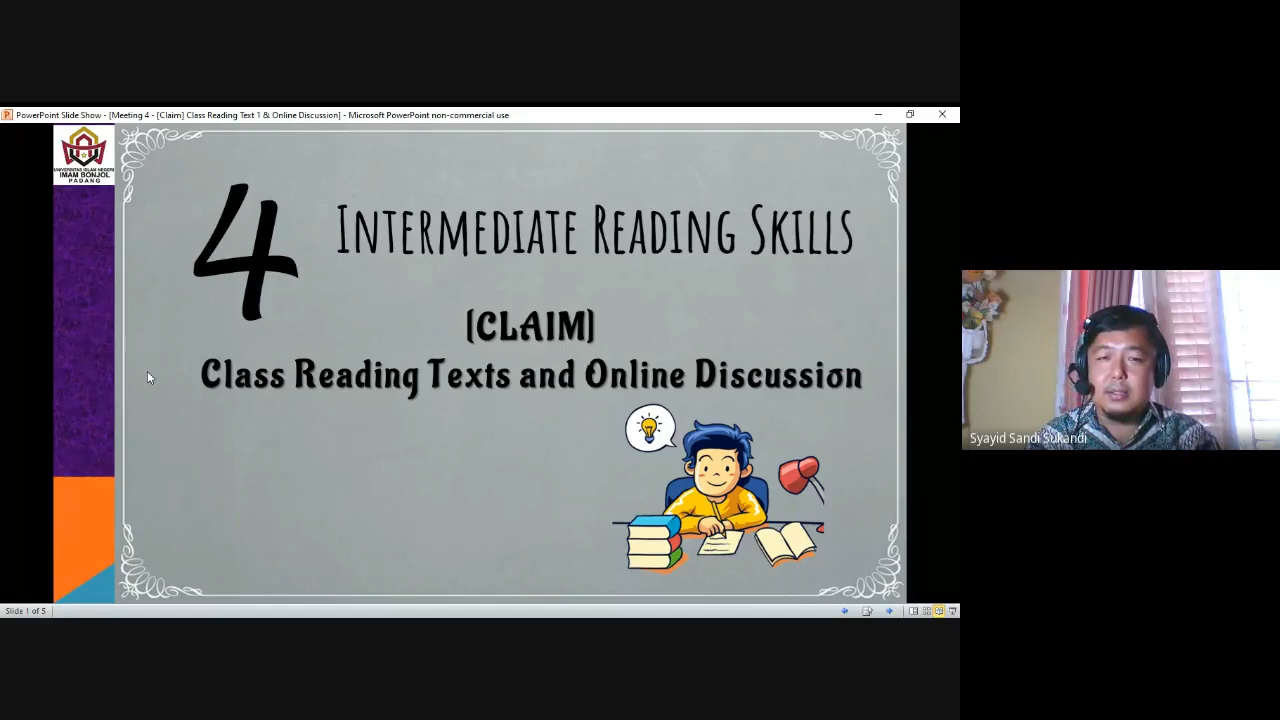 PowerPoint Slide Show - [Meeting 4 - [Claim] Class Reading Text 1 & Online Discussion] - Microsoft PowerPoint non-commercial use
UNIVERSITAS ISLAM NEGERI
IMAM BONJOL
PADANG
4
INTERMEDIATE READING SKILLS
[CLAIM]
Class Reading Texts and Online Discussion
Syayid Sandi Sukandi
Slide 1 of 5